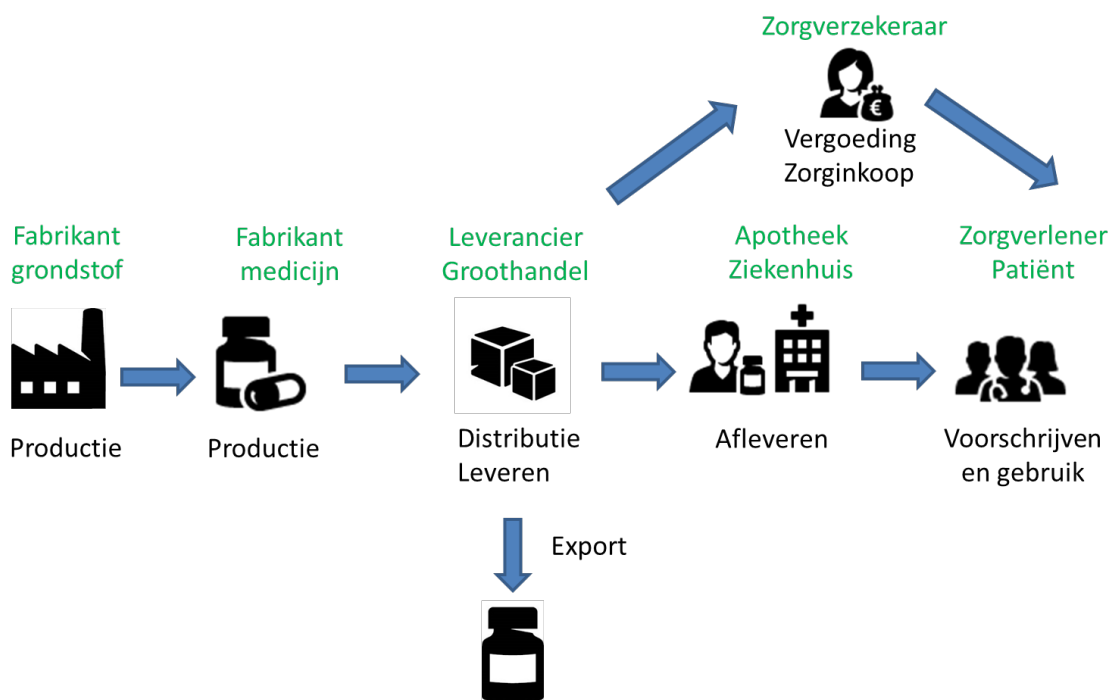 Zorgverzekeraar
€
Vergoeding
Zorginkoop
Fabrikant
grondstof
Productie
Fabrikant
medicijn
Productie
Leverancier
Groothandel
Distributie
Leveren
Export
Apotheek
Ziekenhuis
Afleveren
Zorgverlener
Patiënt
Voorschrijven
en gebruik